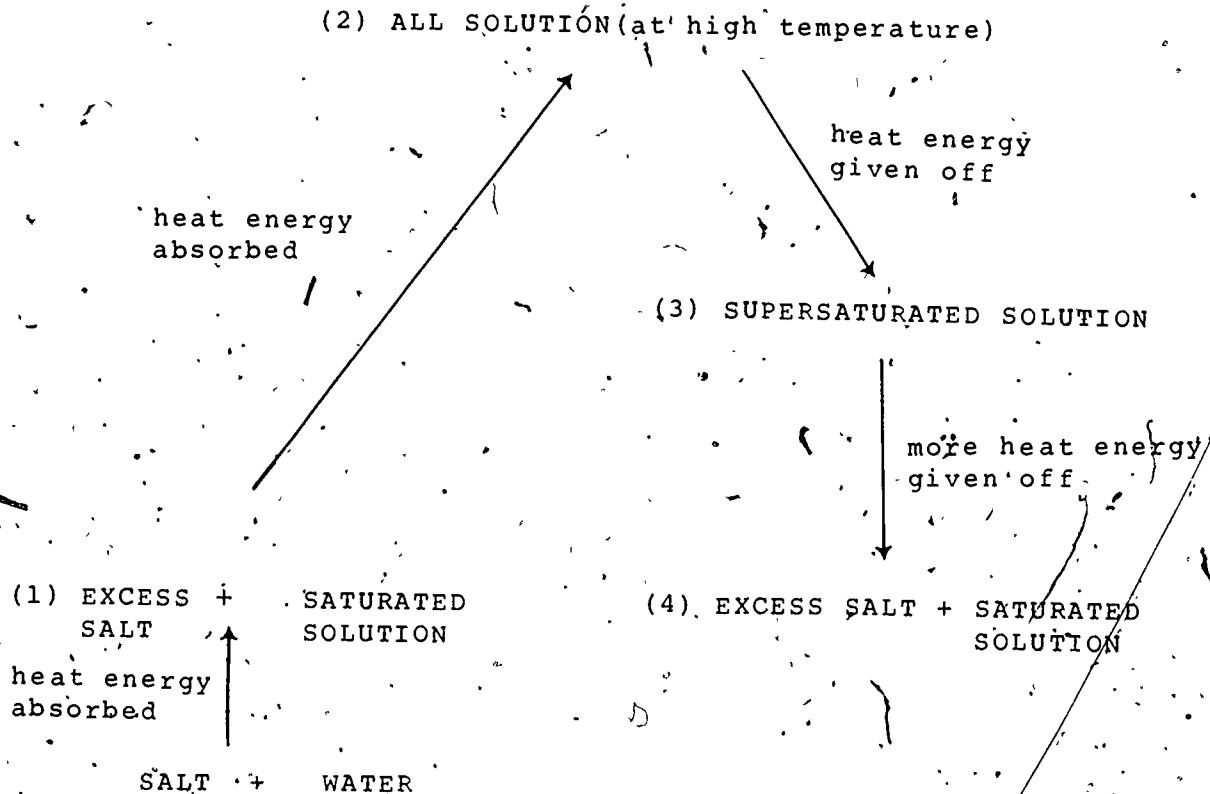 (2) ALL SOLUTION (at high temperature)
heat energy
given off
heat energy
absorbed
(3) SUPERSATURATED SOLUTION
more heat energy
given off
(1) EXCESS + SATURATED
SALT SOLUTION
(4) EXCESS SALT + SATURATED
SOLUTION
heat energy
absorbed
SALT + WATER